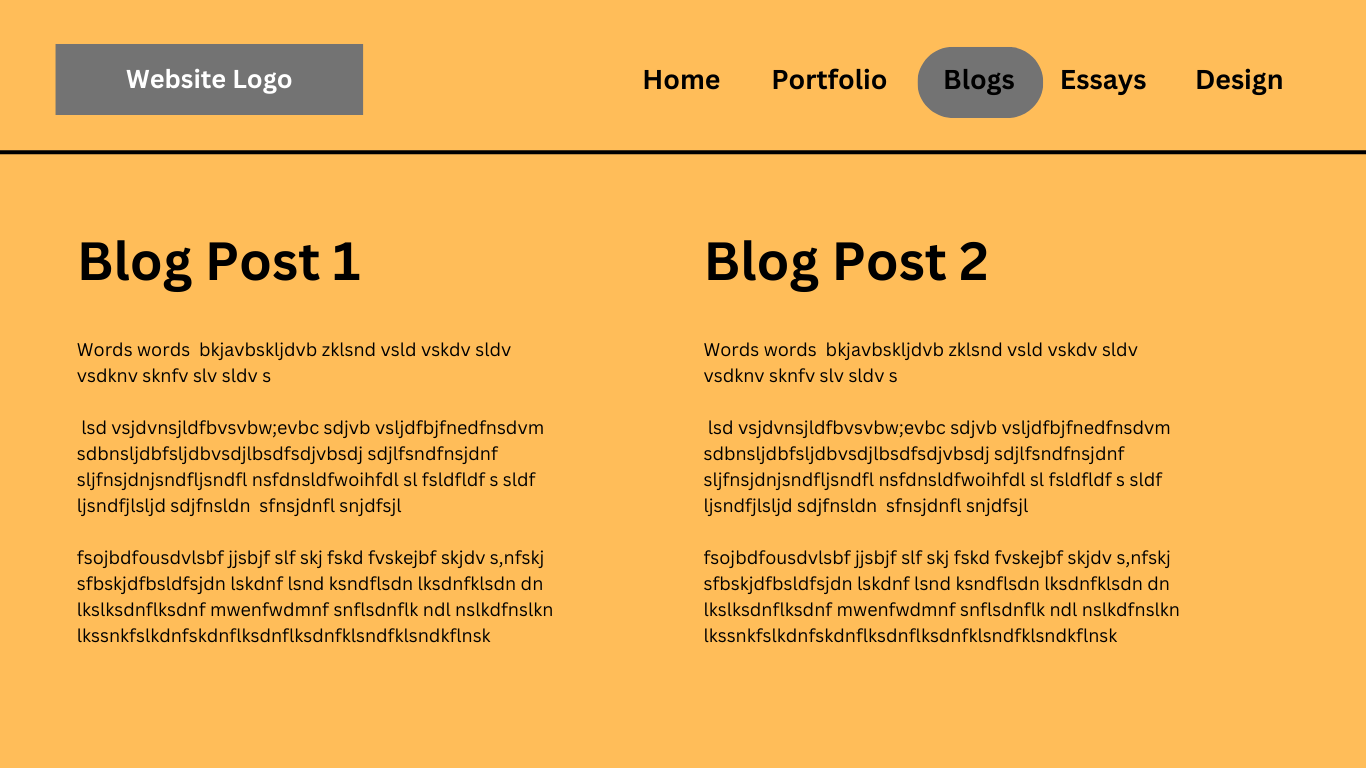 Website Logo
Home Portfolio Blogs Essays Design
Blog Post 1
Words words  bkjavbskljdvb zklsnd vsld vskdv sldv
vsdknv sknfv slv sldv s
lsd vsjdvnsjldfbvsvbw;evbc sdjvb vsljdfbjfnedfnsdvm
sdbnsljdbfsljdbvsdjlbsdfsdjvbsdj sdjlfsndfnsjdnf
sljfnsjdnjsndfljsndfl nsfdnsldfwoihfdl sl fsldfldf s sldf
ljsndfjlsljd sdjfnsldn  sfnsjdnfl snjdfsjl
fsojbdfousdvlsbf jjsbjf slf skj fskd fvskejbf skjdv s,nfskj
sfbskjdfbsldfsjdn lskdnf lsnd ksndflsdn lksdnfklsdn dn
lkslksdnflksdnf mwenfwdmnf snflsdnflk ndl nslkdfnslkn
lkssnkfslkdnfskdnflksdnflksdnfklsndfklsndkflnsk
Blog Post 2
Words words  bkjavbskljdvb zklsnd vsld vskdv sldv
vsdknv sknfv slv sldv s
lsd vsjdvnsjldfbvsvbw;evbc sdjvb vsljdfbjfnedfnsdvm
sdbnsljdbfsljdbvsdjlbsdfsdjvbsdj sdjlfsndfnsjdnf
sljfnsjdnjsndfljsndfl nsfdnsldfwoihfdl sl fsldfldf s sldf
ljsndfjlsljd sdjfnsldn  sfnsjdnfl snjdfsjl
fsojbdfousdvlsbf jjsbjf slf skj fskd fvskejbf skjdv s,nfskj
sfbskjdfbsldfsjdn lskdnf lsnd ksndflsdn lksdnfklsdn dn
lkslksdnflksdnf mwenfwdmnf snflsdnflk ndl nslkdfnslkn
lkssnkfslkdnfskdnflksdnflksdnfklsndfklsndkflnsk